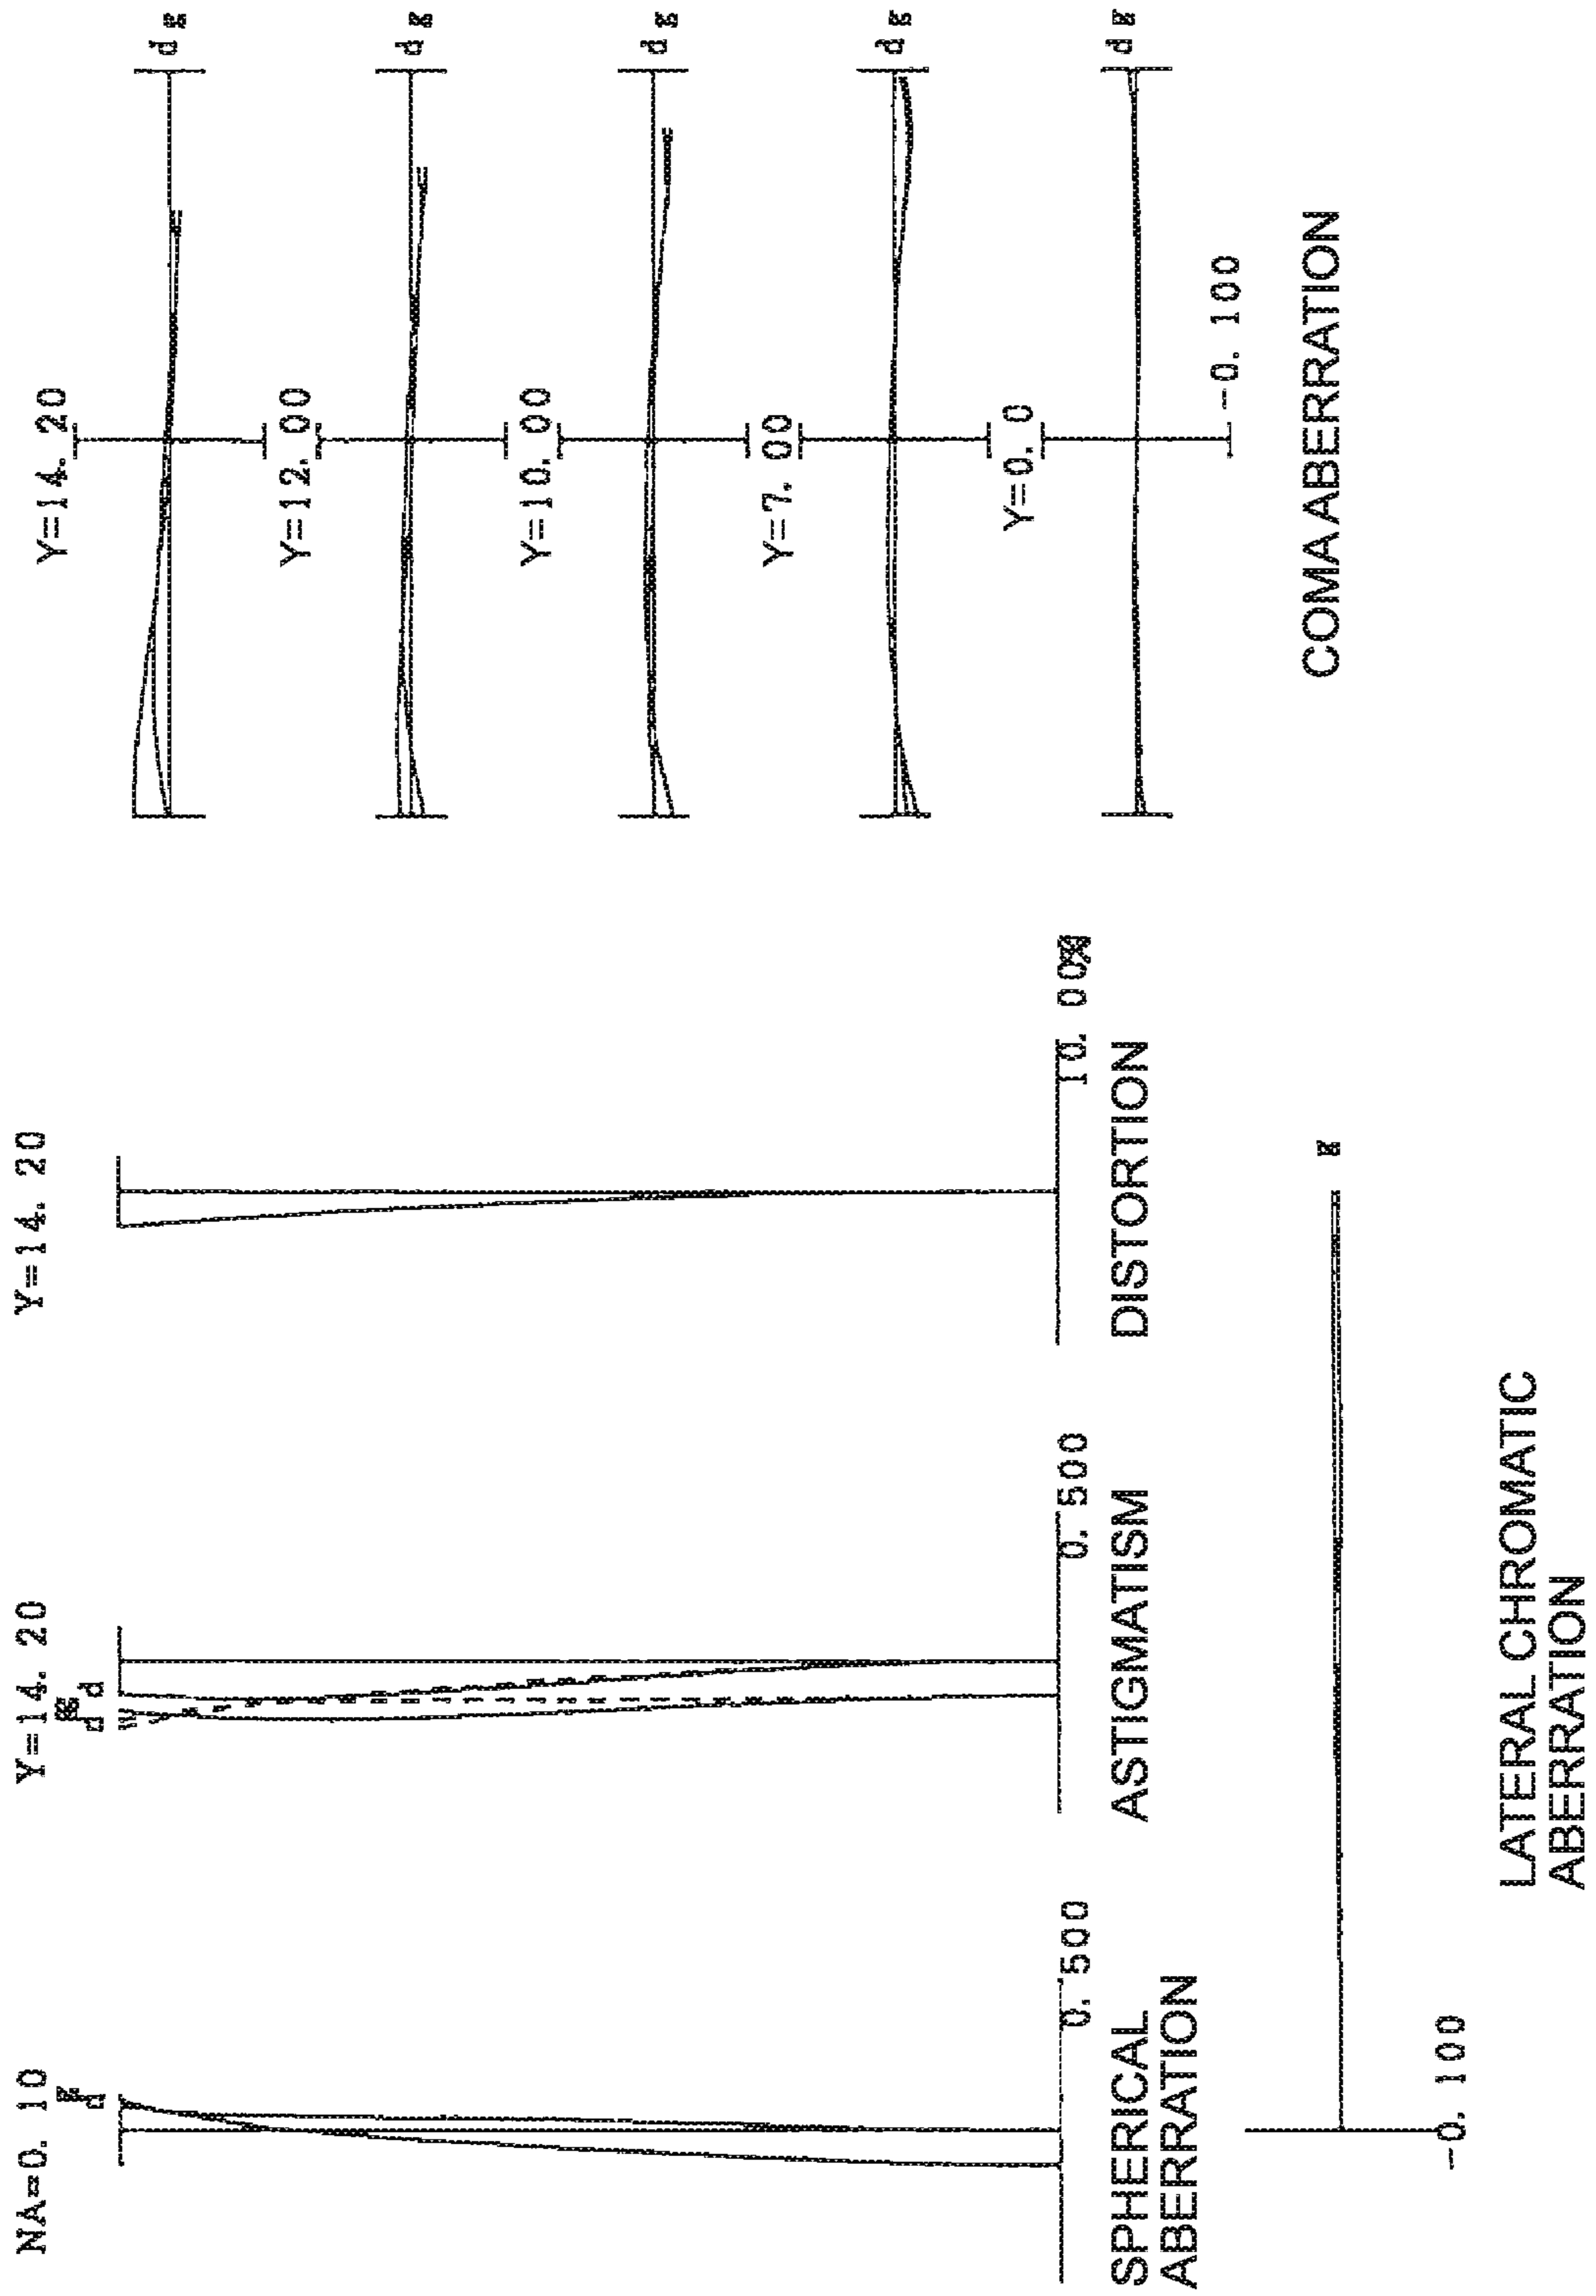 NA=0. 10
g
d
0. 500
SPHERICAL
ABERRATION
Y=14. 20
g
d d
0. 500
ASTIGMATISM
Y=14. 20
10. 00%
DISTORTION
g
-0. 100
LATERAL CHROMATIC
ABERRATION
Y=14. 20
d g
Y=12. 00
d g
Y=10. 00
d g
Y=7. 00
d g
Y=0. 0
d g
-0. 100
COMA ABERRATION